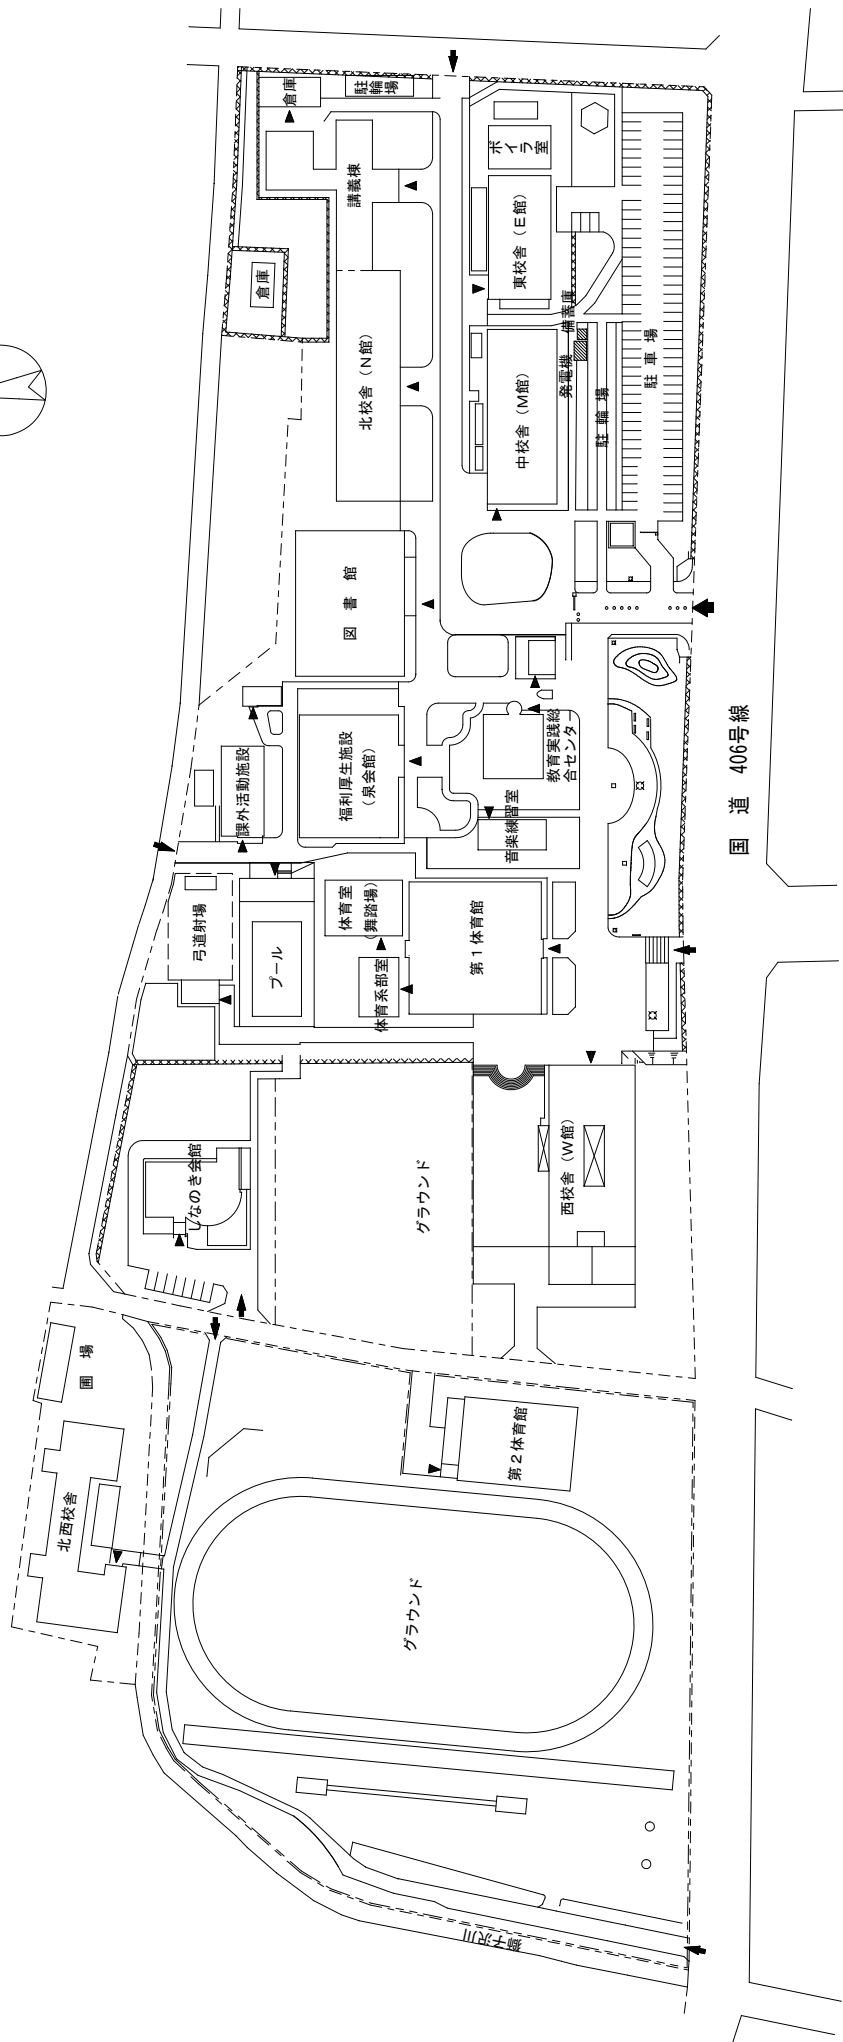 倉庫
駐輪場
講義棟
倉庫
ボイラ室
東校舎（E館）
備蓄庫
発電機
中校舎（M館）
駐輪場
駐車場
北校舎（N館）
図書館
課外活動施設
福利厚生施設
（泉会館）
教育実践総
合センター
音楽練習室
国道 406号線
弓道射場
プール
体育室
（舞踏場）
体育系部室
第１体育館
しなのき会館
グラウンド
西校舎（W館）
圃場
北西校舎
第２体育館
グラウンド